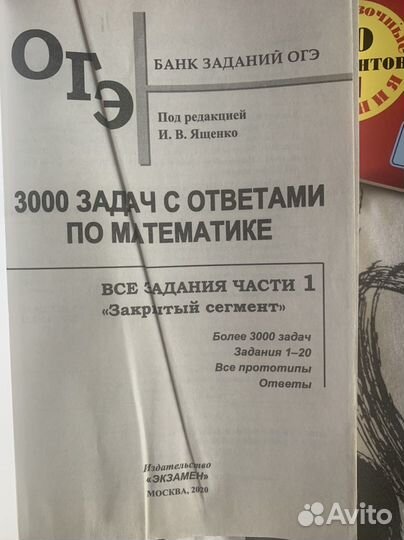 ОГЭ
БАНК ЗАДАНИЙ ОГЭ
Под редакцией
И. В. Ященко
3000 ЗАДАЧ С ОТВЕТАМИ
ПО МАТЕМАТИКЕ
ВСЕ ЗАДАНИЯ ЧАСТИ 1
«Закрытый сегмент»
Более 3000 задач
Задания 1–20
Все прототипы
Ответы
Издательство
«ЭКЗАМЕН»
МОСКВА, 2020
Avito